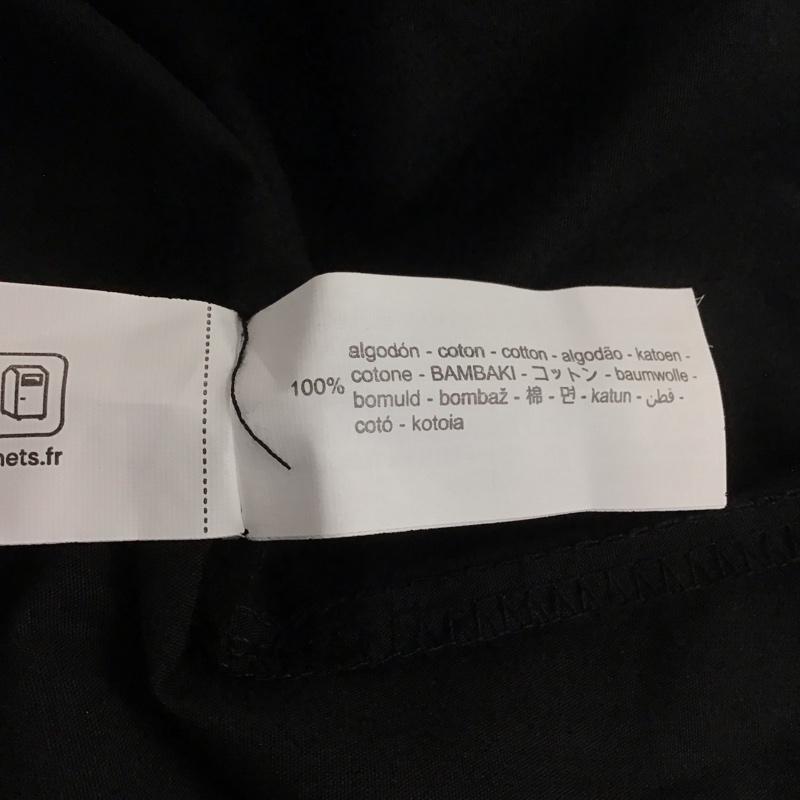 algodón - coton - cotton - algodão - katoen -
100% cotone - BAMBAKI - コットン - baumwolle -
bomuld - bombaž - 棉 - 면 - katun - قطن -
cotó - kotoia
nets.fr